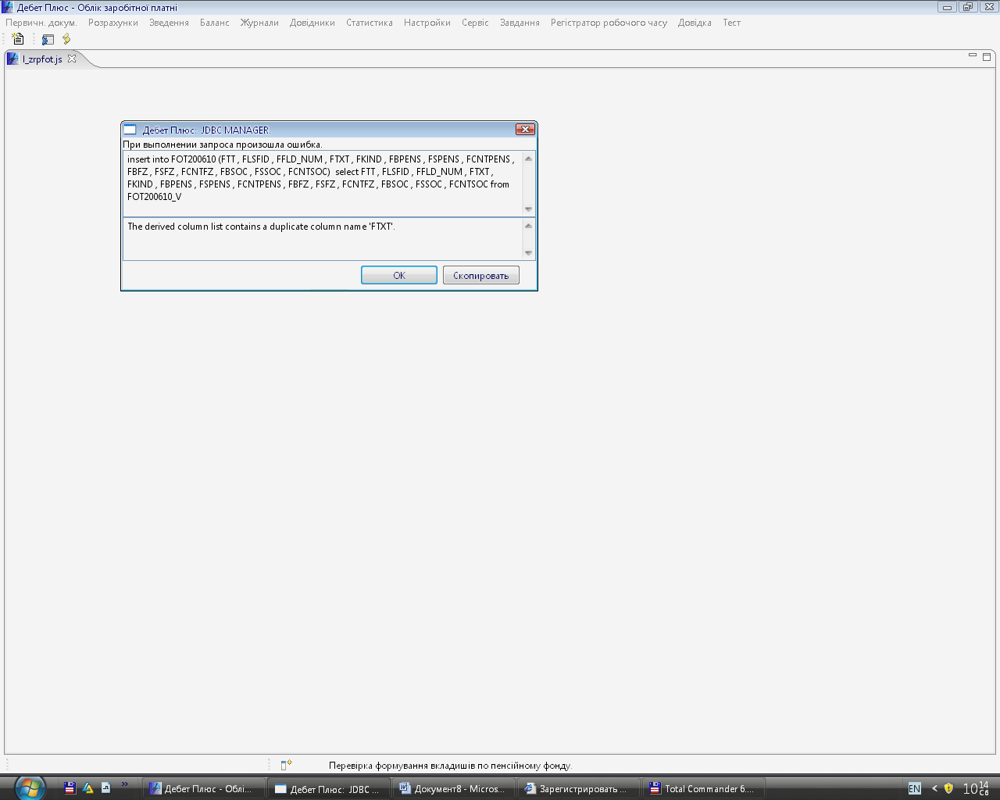 Дебет Плюс - Облік заробітної платні
Первичн. докум. Розрахунки Зведення Баланс Журнали Довідники Статистика Настройки Сервіс Завдання Регістратор робочого часу Довідка Тест
l_zrpfot.js
Дебет Плюс: JDBC MANAGER.
При выполнении запроса произошла ошибка.
insert into FOT200610 (FTT , FLSFID , FFLD_NUM , FTXT , FKIND , FBPENS , FSPENS , FCNTPENS ,
FBFZ , FSFZ , FCNTFZ , FBSOC , FSSOC , FCNTSOC) select FTT , FLSFID , FFLD_NUM , FTXT ,
FKIND , FBPENS , FSPENS , FCNTPENS , FBFZ , FSFZ , FCNTFZ , FBSOC , FSSOC , FCNTSOC from
FOT200610_V
The derived column list contains a duplicate column name 'FTXT'.
OK Скопировать
Перевірка формування вкладишів по пенсійному фонду.
Дебет Плюс - Облі... Дебет Плюс: JDBC ... Документ8 - Micros... Зарегистрировать ... Total Commander 6.... EN 10 14 Сб